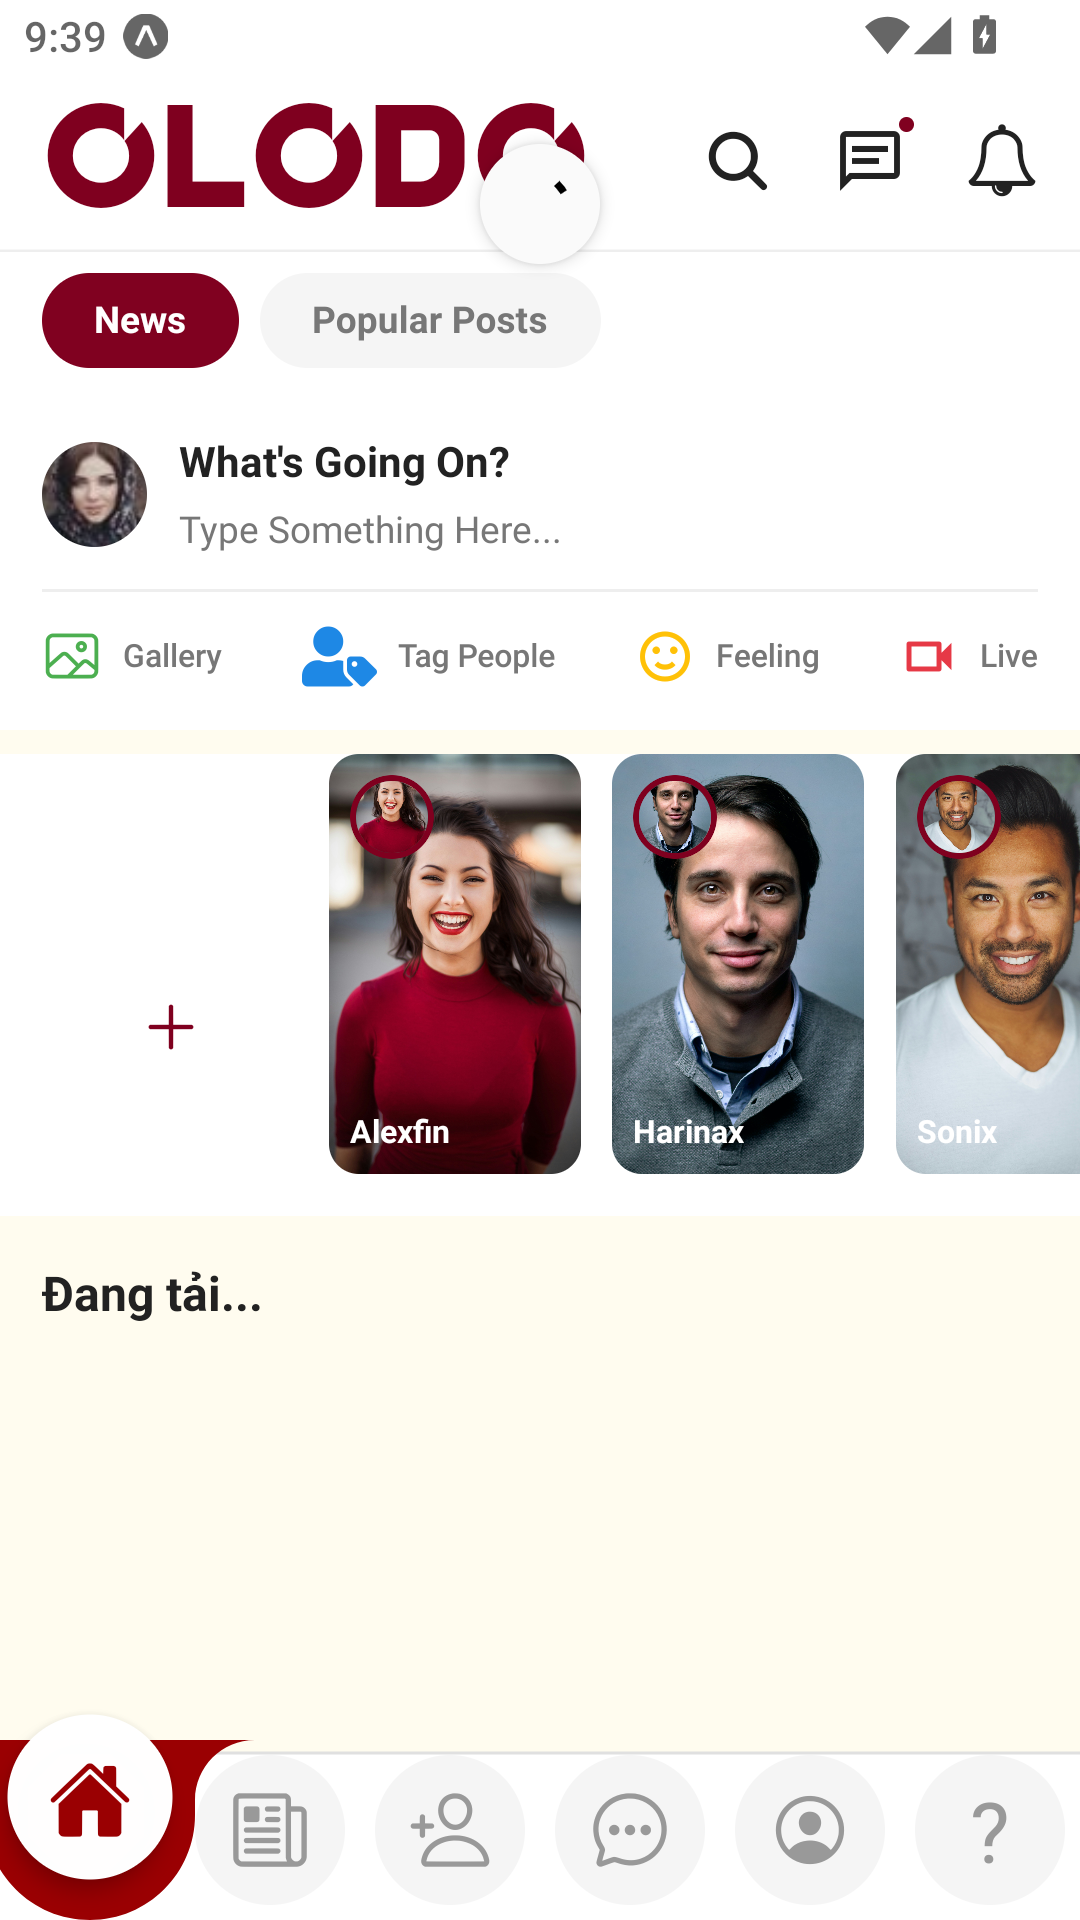 9:39
OLODO
News
Popular Posts
What's Going On?
Type Something Here...
Gallery
Tag People
Feeling
Live
Alexfin
Harinax
Sonix
Đang tải...